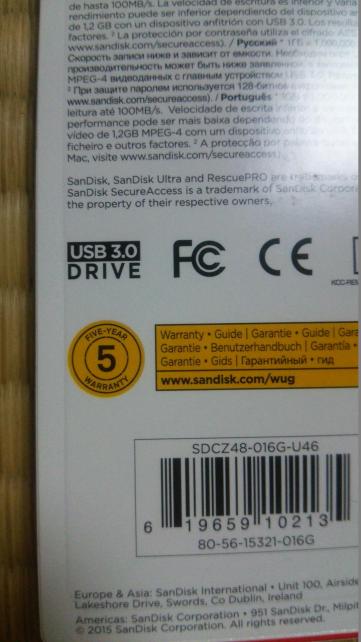 de hasta 100MB/s. La velocidad de escritura es inferior y varía
rendimiento puede ser inferior dependiendo del dispositivo a
de 1,2 GB con un dispositivo anfitrión con USB 3.0. Los
factores. ² La protección por contraseña utiliza el cifrado AES
www.sandisk.com/secureaccess). / Русский * 1ГБ = 1,000,000
Скорость записи ниже и зависит от емкости.
производительность может быть ниже заявленной в
MPEG-4 видеоданных с главным устройством USB 3.0
² При защите паролем используется 128-битное
www.sandisk.com/secureaccess) / Português *
leitura até 100MB/s. Velocidade de escrita
performance pode ser mais baixa dependendo
vídeo de 1,2GB MPEG-4 com um dispositivo
ficheiro e outros factores. ² A protecção por
Mac, visite www.sandisk.com/secureaccess)
SanDisk, SanDisk Ultra and RescuePRO are trademarks o
SanDisk SecureAccess is a trademark of SanDisk Corpora
the property of their respective owners.
USB 3.0
DRIVE
FC CE
KCC-REM
FIVE-YEAR
5
WARRANTY
Warranty • Guide | Garantie • Guide | Gara
Garantie • Benutzerhandbuch | Garantía •
Garantie • Gids | Гарантийный • гид
www.sandisk.com/wug
SDCZ48-016G-U46
6 19659 10213
80-56-15321-016G
Europe & Asia: SanDisk International • Unit 100, Airside
Lakeshore Drive, Swords, Co Dublin, Ireland
Americas: SanDisk Corporation • 951 SanDisk Dr., Milpit
© 2015 SanDisk Corporation. All rights